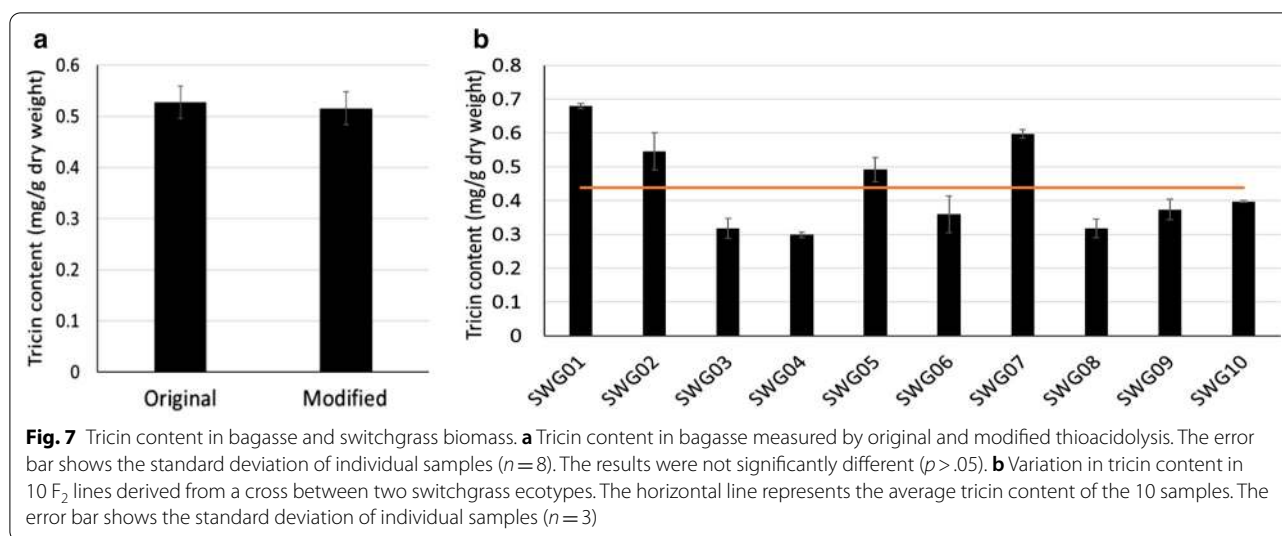 a
Tricin content (mg/g dry weight)
0.6
0.5
0.4
0.3
0.2
0.1
0
Original Modified
b
Tricin content (mg/g dry weight)
0.8
0.7
0.6
0.5
0.4
0.3
0.2
0.1
0
SWG01 SWG02 SWG03 SWG04 SWG05 SWG06 SWG07 SWG08 SWG09 SWG10
Fig. 7 Tricin content in bagasse and switchgrass biomass. a Tricin content in bagasse measured by original and modified thioacidolysis. The error
bar shows the standard deviation of individual samples (n = 8). The results were not significantly different (p > .05). b Variation in tricin content in
10 F₂ lines derived from a cross between two switchgrass ecotypes. The horizontal line represents the average tricin content of the 10 samples. The
error bar shows the standard deviation of individual samples (n = 3)